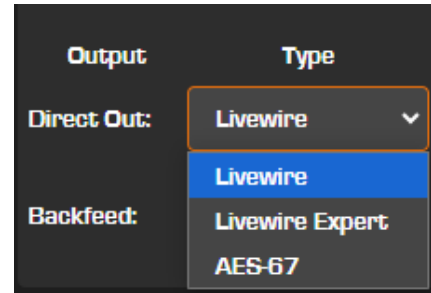 Output Type
Direct Out: Livewire
Livewire
Backfeed: Livewire Expert
AES-67